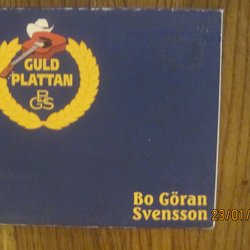 GULD
PLATTAN
BGS
Bo Göran
Svensson
23/01/